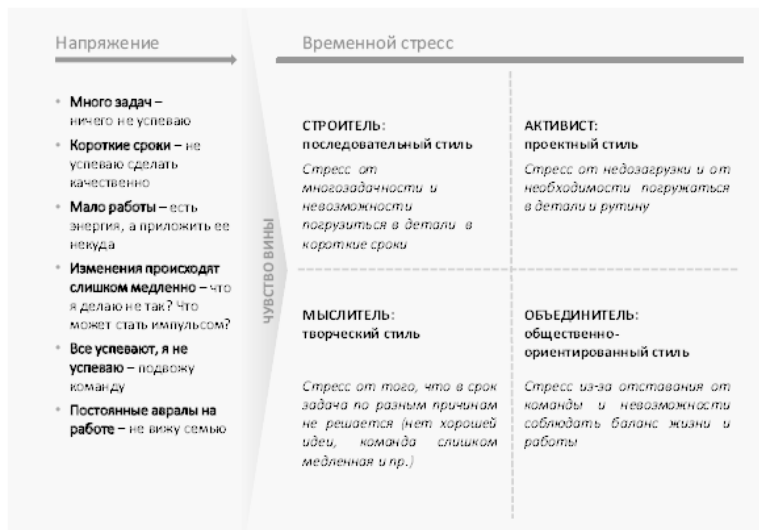 Напряжение
• Много задач –
ничего не успеваю
• Короткие сроки – не
успеваю сделать
качественно
• Мало работы – есть
энергия, а приложить ее
некуда
• Изменения происходят
слишком медленно – что
я делаю не так? Что
может стать импульсом?
• Все успевают, я не
успеваю – подвожу
команду
• Постоянные авралы на
работе – не вижу семью
ЧУВСТВО ВИНЫ
Временной стресс
СТРОИТЕЛЬ:
последовательный стиль
Стресс от
многозадачности и
невозможности
погрузиться в детали в
короткие сроки
АКТИВИСТ:
проектный стиль
Стресс от недозагрузки и от
необходимости погружаться
в детали и рутину
МЫСЛИТЕЛЬ:
творческий стиль
Стресс от того, что в срок
задача по разным причинам
не решается (нет хорошей
идеи, команда слишком
медленная и пр.)
ОБЪЕДИНИТЕЛЬ:
общественно-
ориентированный стиль
Стресс из-за отставания от
команды и невозможности
соблюдать баланс жизни и
работы